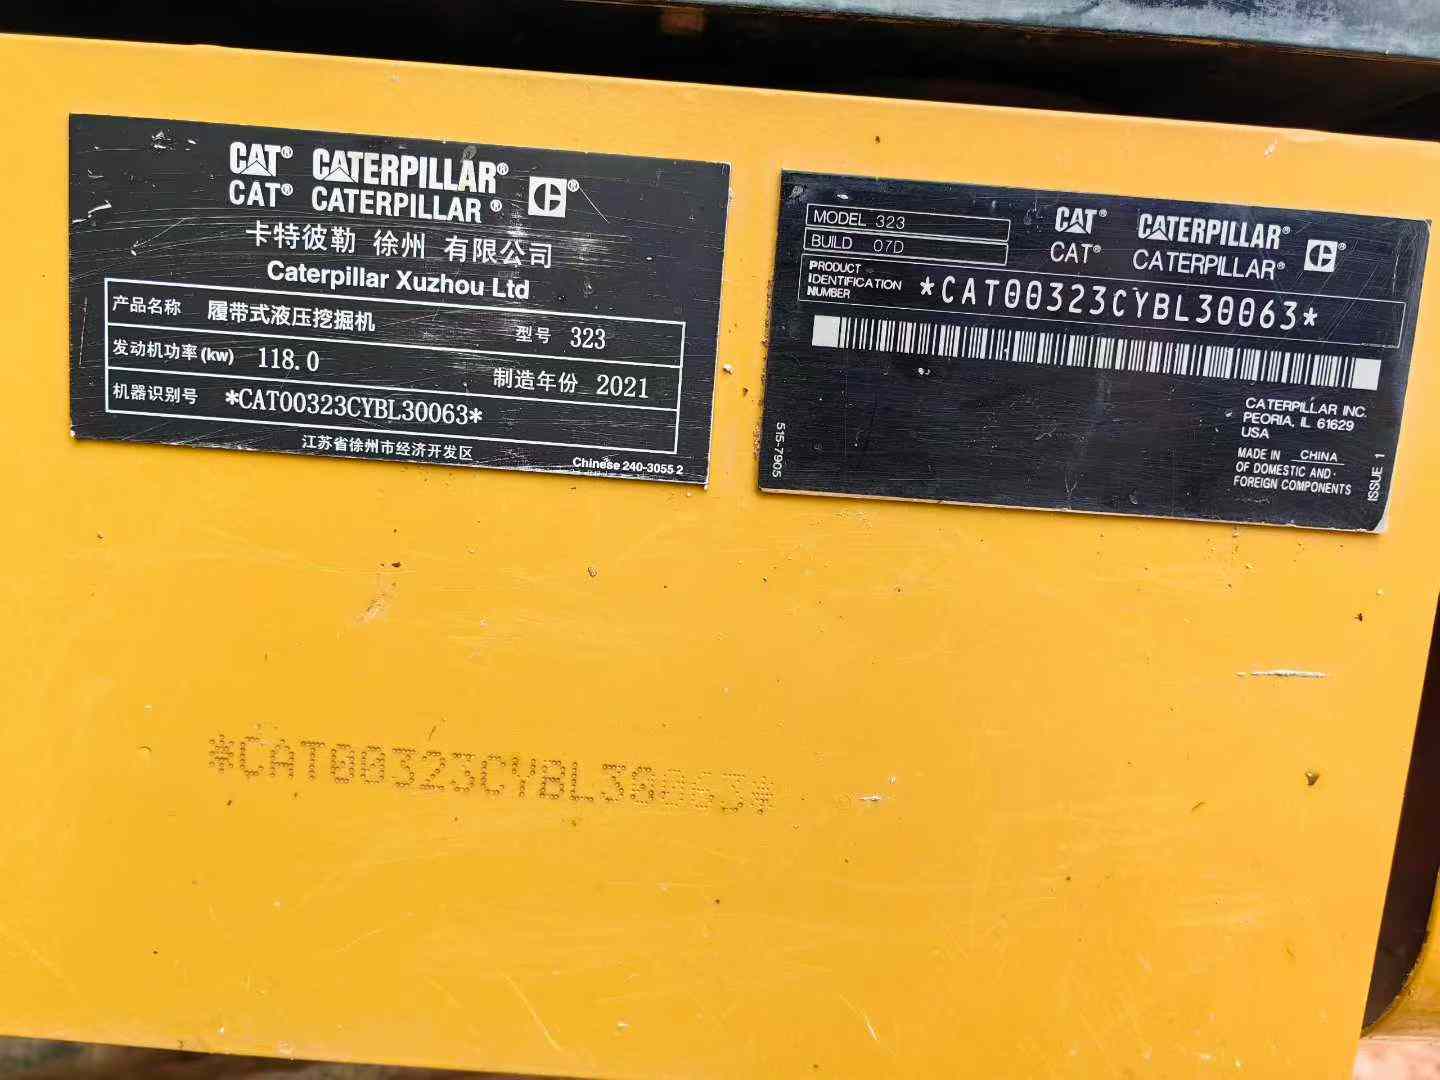 CAT® CATERPILLAR®
CAT® CATERPILLAR®
卡特彼勒 徐州 有限公司
Caterpillar Xuzhou Ltd
产品名称 履带式液压挖掘机 型号 323
发动机功率(kw) 118.0 制造年份 2021
机器识别号 *CAT00323CYBL30063*
江苏省徐州市经济开发区
Chinese 240-3055 2
MODEL 323
BUILD 07D
CAT® CATERPILLAR®
CAT® CATERPILLAR®
PRODUCT
IDENTIFICATION
NUMBER
*CAT00323CYBL30063*
CATERPILLAR INC.
PEORIA, IL 61629
USA
MADE IN CHINA
OF DOMESTIC AND
FOREIGN COMPONENTS
515-7905
ISSUE 1
*CAT00323CYBL30063*